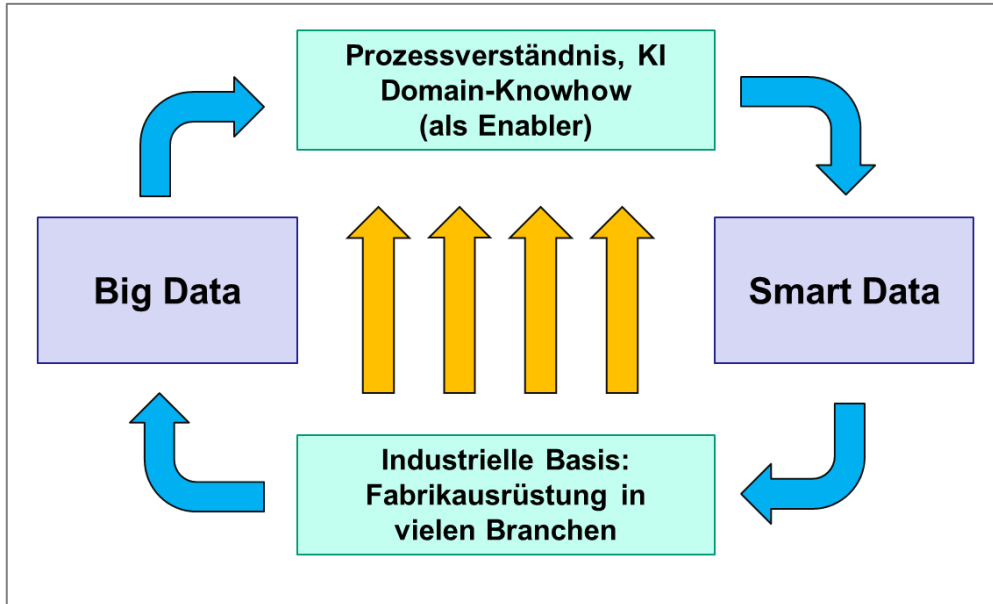 Prozessverständnis, KI
Domain-Knowhow
(als Enabler)
Big Data
Smart Data
Industrielle Basis:
Fabrikausrüstung in
vielen Branchen